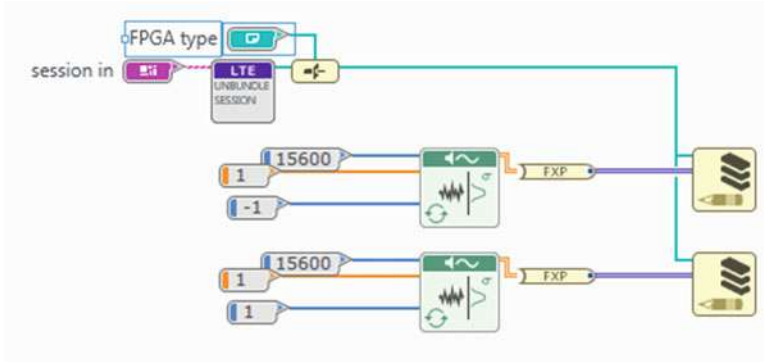 FPGA type
session in
LTE
UNBUNDLE
SESSION
15600
1
FXP
-1
15600
1
FXP
1